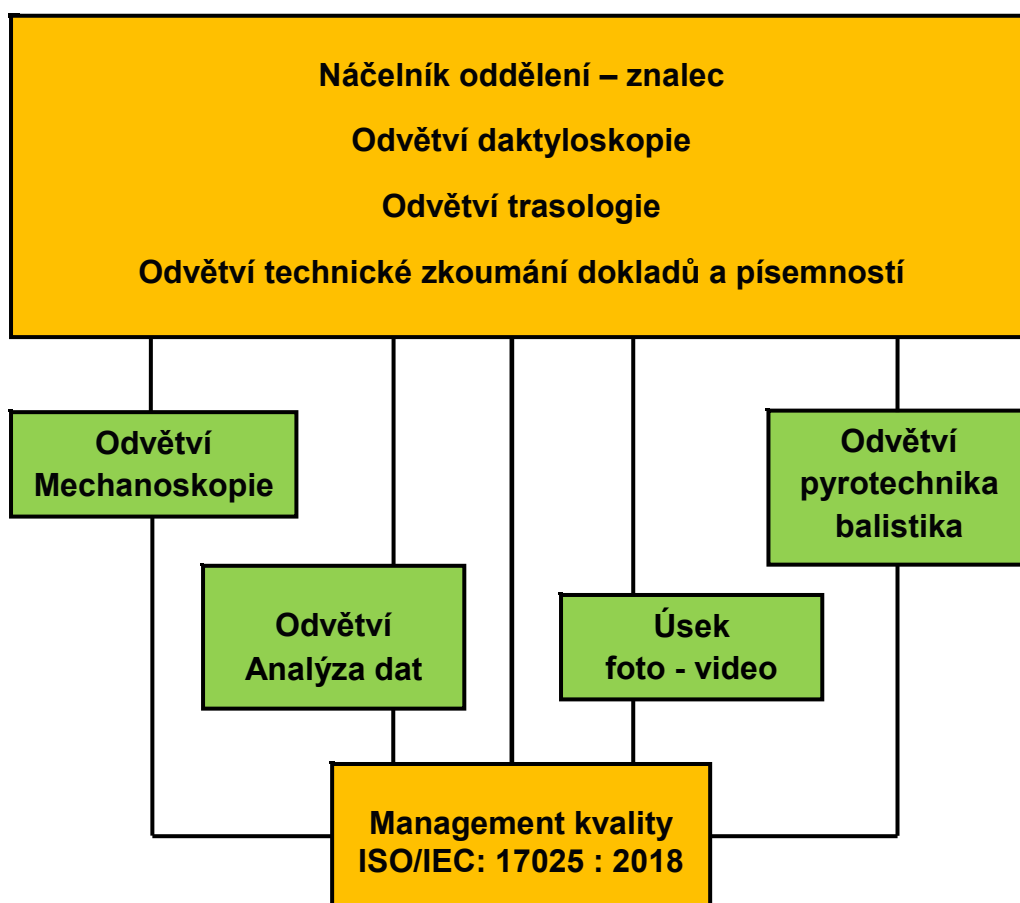 Náčelník oddělení – znalec
Odvětví daktyloskopie
Odvětví trasologie
Odvětví technické zkoumání dokladů a písemností
Odvětví
Mechanoskopie
Odvětví
pyrotechnika
balistika
Odvětví
Analýza dat
Úsek
foto - video
Management kvality
ISO/IEC: 17025 : 2018